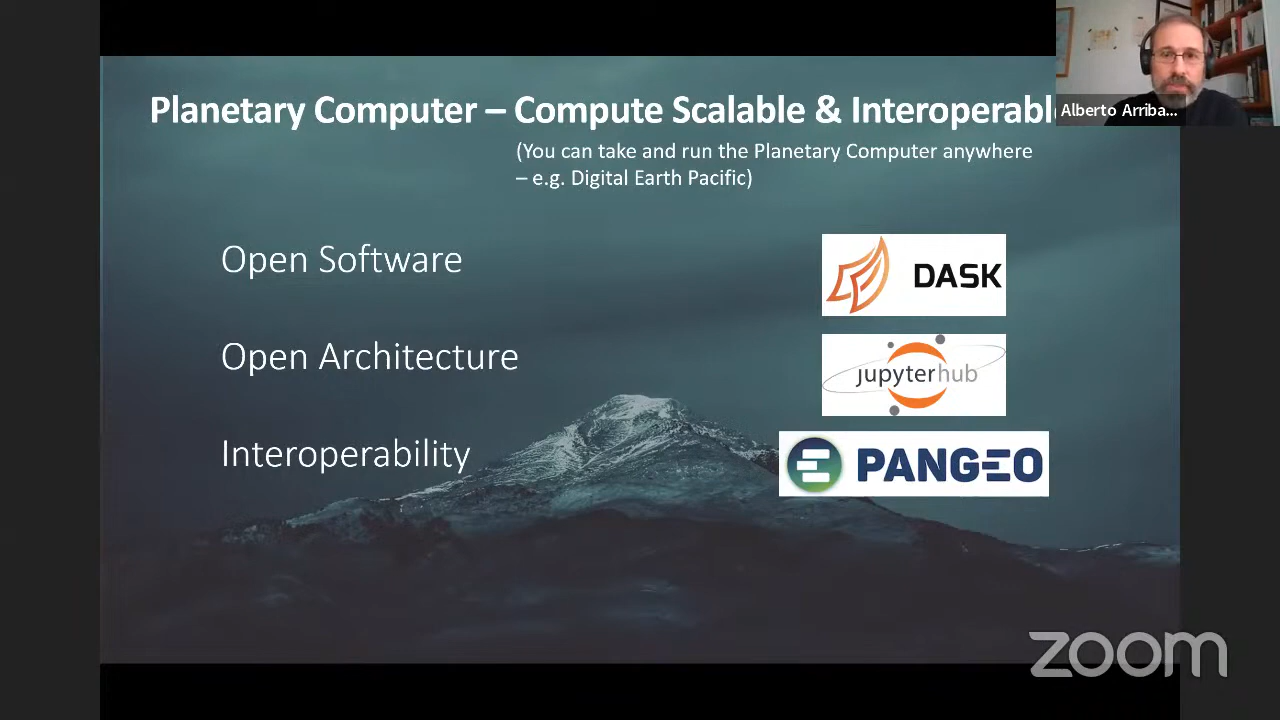 Planetary Computer – Compute Scalable & Interoperabl
Alberto Arriba...
(You can take and run the Planetary Computer anywhere
– e.g. Digital Earth Pacific)
Open Software
DASK
Open Architecture
jupyterhub
Interoperability
PANGEO
zoom